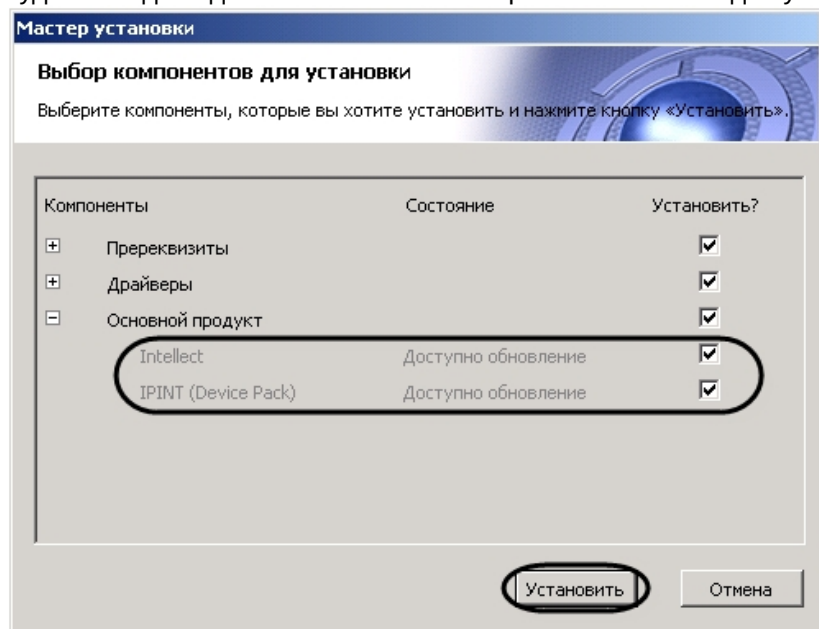 Мастер установки
Выбор компонентов для установки
Выберите компоненты, которые вы хотите установить и нажмите кнопку «Установить».
Компоненты Состояние Установить?
Пререквизиты
Драйверы
Основной продукт
Intellect Доступно обновление
IPINT (Device Pack) Доступно обновление
Установить Отмена